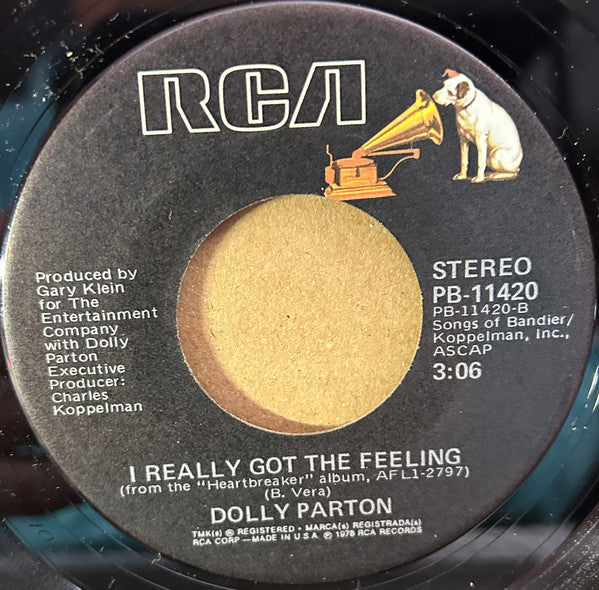 RCA
Produced by
Gary Klein
for The
Entertainment
Company
with Dolly
Parton
Executive
Producer:
Charles
Koppelman
STEREO
PB-11420
PB-11420-B
Songs of Bandier/
Koppelman, Inc.,
ASCAP
3:06
I REALLY GOT THE FEELING
(from the "Heartbreaker" album, AFL1-2797)
(B. Vera)
DOLLY PARTON
TMK(s) ® REGISTERED • MARCA(s) REGISTRADA(s)
RCA CORP—MADE IN U.S.A. ℗ 1978 RCA RECORDS